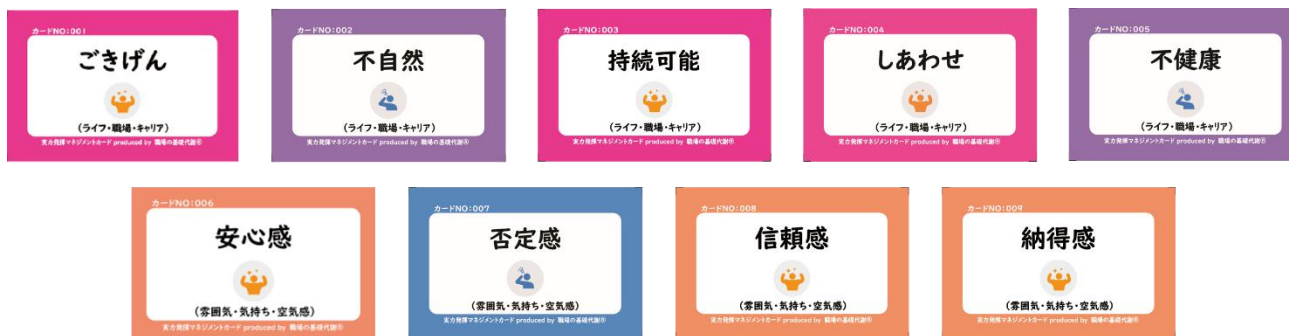 カードNO:001
ごきげん
(ライフ・職場・キャリア)
実力発揮マネジメントカード produced by 職場の基礎代謝®
カードNO:002
不自然
(ライフ・職場・キャリア)
実力発揮マネジメントカード produced by 職場の基礎代謝®
カードNO:003
持続可能
(ライフ・職場・キャリア)
実力発揮マネジメントカード produced by 職場の基礎代謝®
カードNO:004
しあわせ
(ライフ・職場・キャリア)
実力発揮マネジメントカード produced by 職場の基礎代謝®
カードNO:005
不健康
(ライフ・職場・キャリア)
実力発揮マネジメントカード produced by 職場の基礎代謝®
カードNO:006
安心感
(雰囲気・気持ち・空気感)
実力発揮マネジメントカード produced by 職場の基礎代謝®
カードNO:007
否定感
(雰囲気・気持ち・空気感)
実力発揮マネジメントカード produced by 職場の基礎代謝®
カードNO:008
信頼感
(雰囲気・気持ち・空気感)
実力発揮マネジメントカード produced by 職場の基礎代謝®
カードNO:009
納得感
(雰囲気・気持ち・空気感)
実力発揮マネジメントカード produced by 職場の基礎代謝®